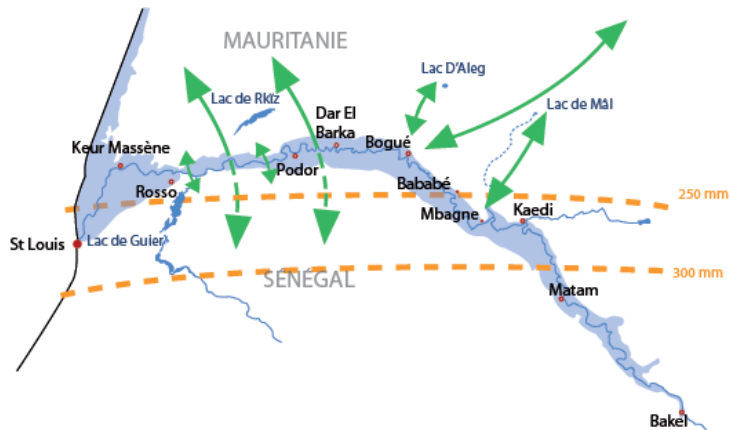 MAURITANIE
Lac D'Aleg
Lac de Rkïz
Lac de Mâl
Dar El
Barka
Bogué
Keur Massène
Podor
Rosso
Bababé
250 mm
Mbagne
Kaedi
St Louis
Lac de Guier
300 mm
SENEGAL
Matam
Bakel